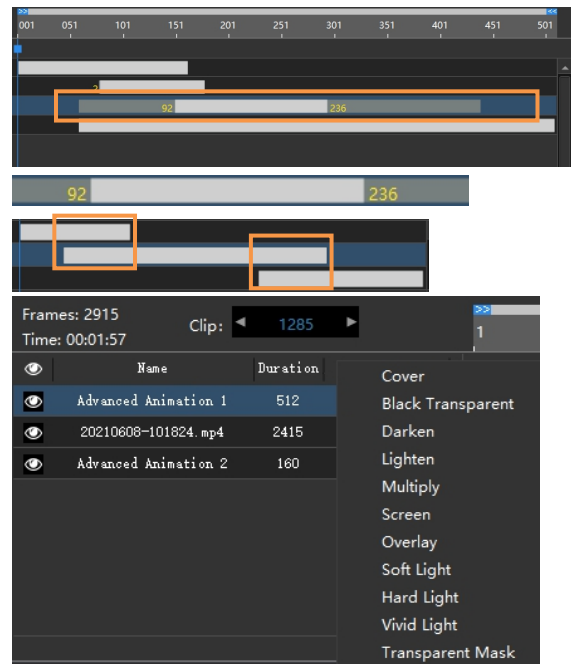 001 051 101 151 201 251 301 351 401 451 501
2
92 236
92 236
Frames: 2915
Time: 00:01:57
Clip: 1285
1
Name Duration
Advanced Animation 1 512
20210608-101824.mp4 2415
Advanced Animation 2 160
Cover
Black Transparent
Darken
Lighten
Multiply
Screen
Overlay
Soft Light
Hard Light
Vivid Light
Transparent Mask